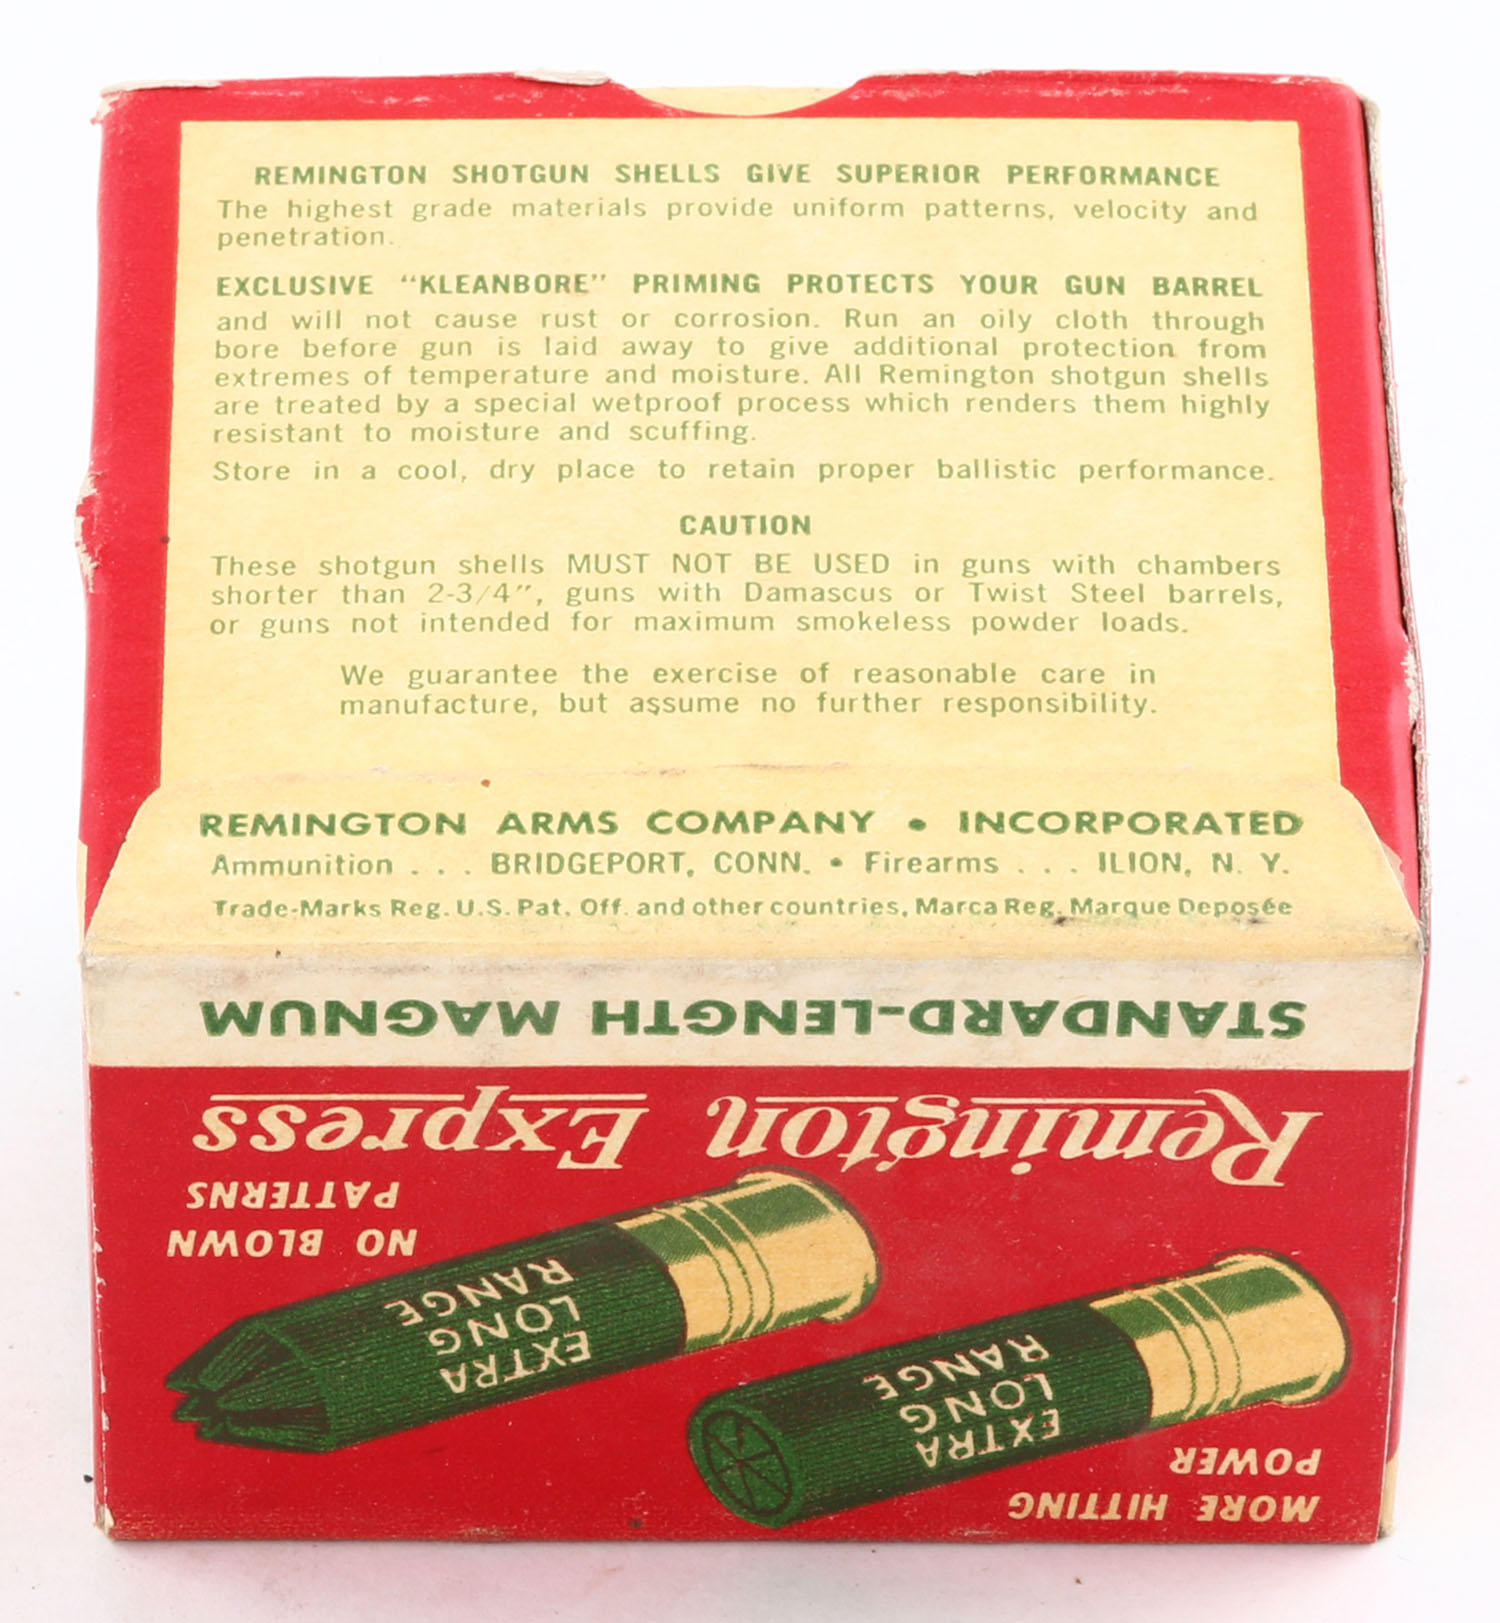 REMINGTON SHOTGUN SHELLS GIVE SUPERIOR PERFORMANCE
The highest grade materials provide uniform patterns, velocity and
penetration.
EXCLUSIVE "KLEANBORE" PRIMING PROTECTS YOUR GUN BARREL
and will not cause rust or corrosion. Run an oily cloth through
bore before gun is laid away to give additional protection from
extremes of temperature and moisture. All Remington shotgun shells
are treated by a special wetproof process which renders them highly
resistant to moisture and scuffing.
Store in a cool, dry place to retain proper ballistic performance.
CAUTION
These shotgun shells MUST NOT BE USED in guns with chambers
shorter than 2-3/4", guns with Damascus or Twist Steel barrels,
or guns not intended for maximum smokeless powder loads.
We guarantee the exercise of reasonable care in
manufacture, but assume no further responsibility.
REMINGTON ARMS COMPANY • INCORPORATED
Ammunition . . . BRIDGEPORT, CONN. • Firearms . . . ILION, N. Y.
Trade-Marks Reg. U.S. Pat. Off. and other countries, Marca Reg. Marque Deposée
STANDARD-LENGTH MAGNUM
Remington Express
NO BLOWN
PATTERNS
EXTRA
LONG
RANGE
MORE HITTING
POWER
EXTRA
LONG
RANGE